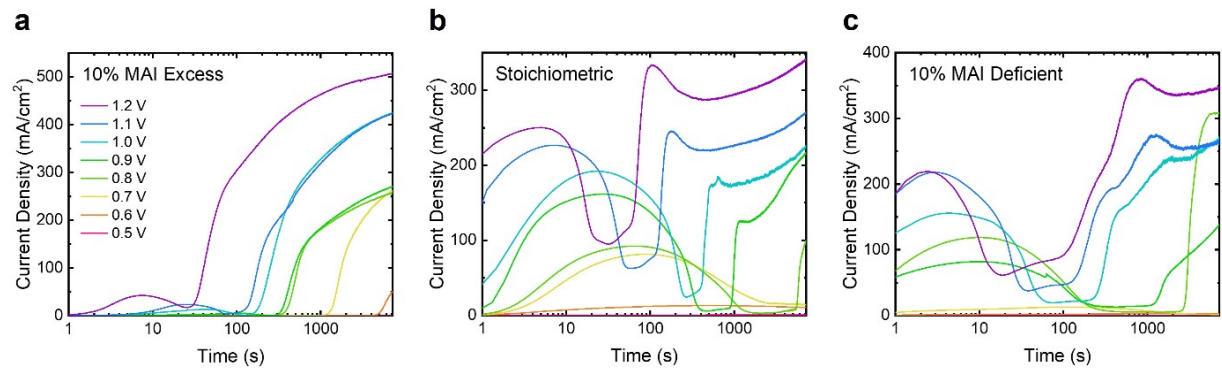 a
10% MAI Excess
1.2 V
1.1 V
1.0 V
0.9 V
0.8 V
0.7 V
0.6 V
0.5 V
Current Density (mA/cm²)
500
400
300
200
100
0
1
10
100
1000
Time (s)
b
Stoichiometric
Current Density (mA/cm²)
300
200
100
0
1
10
100
1000
Time (s)
c
10% MAI Deficient
Current Density (mA/cm²)
400
300
200
100
0
1
10
100
1000
Time (s)